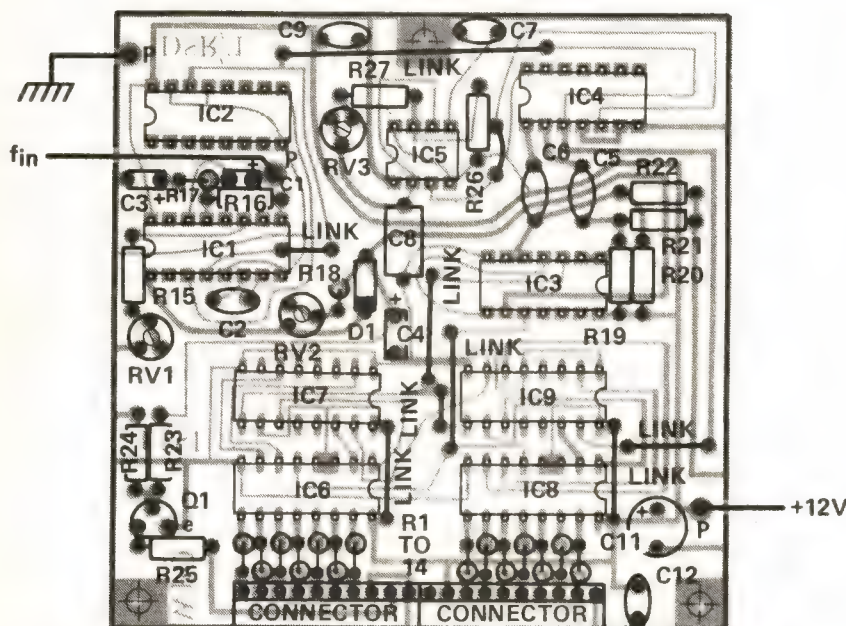 C9
C7
P
LINK
IC2
R27
IC4
RV3
IC5
R26
C6
C5
R22
fin
P
C3
+
R17
+
R16
C1
R21
IC1
LINK
C8
LINK
IC3
R20
R15
R18
C2
D1
+
C4
R19
RV1
RV2
LINK
IC7
LINK
IC9
R24
R23
LINK
LINK
LINK
IC6
IC8
Q1
e
R1
TO
14
C11
+
P
+12V
R25
C12
CONNECTOR
CONNECTOR